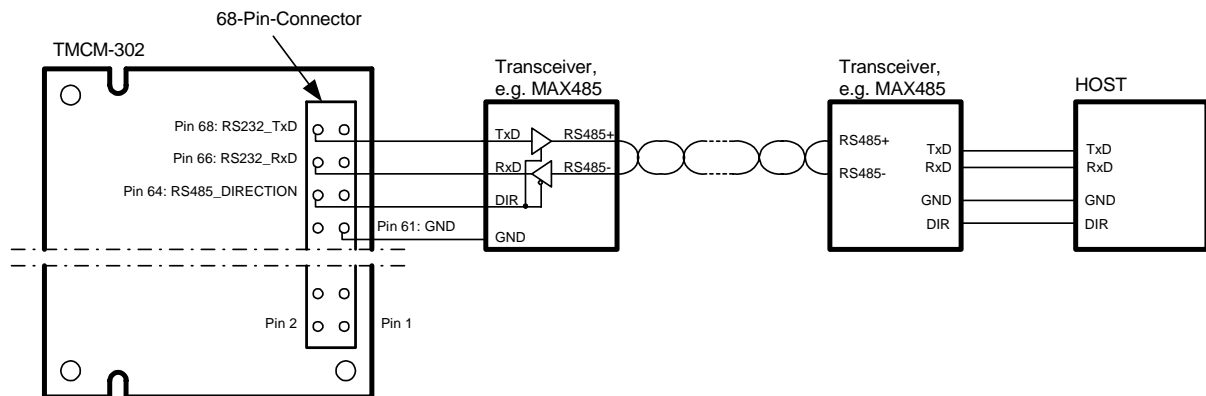 68-Pin-Connector
TMCM-302
Pin 68: RS232_TxD
Pin 66: RS232_RxD
Pin 64: RS485_DIRECTION
Pin 61: GND
Pin 2
Pin 1
Transceiver,
e.g. MAX485
TxD
RS485+
RxD
RS485-
DIR
GND
Transceiver,
e.g. MAX485
RS485+
RS485-
TxD
RxD
GND
DIR
HOST
TxD
RxD
GND
DIR